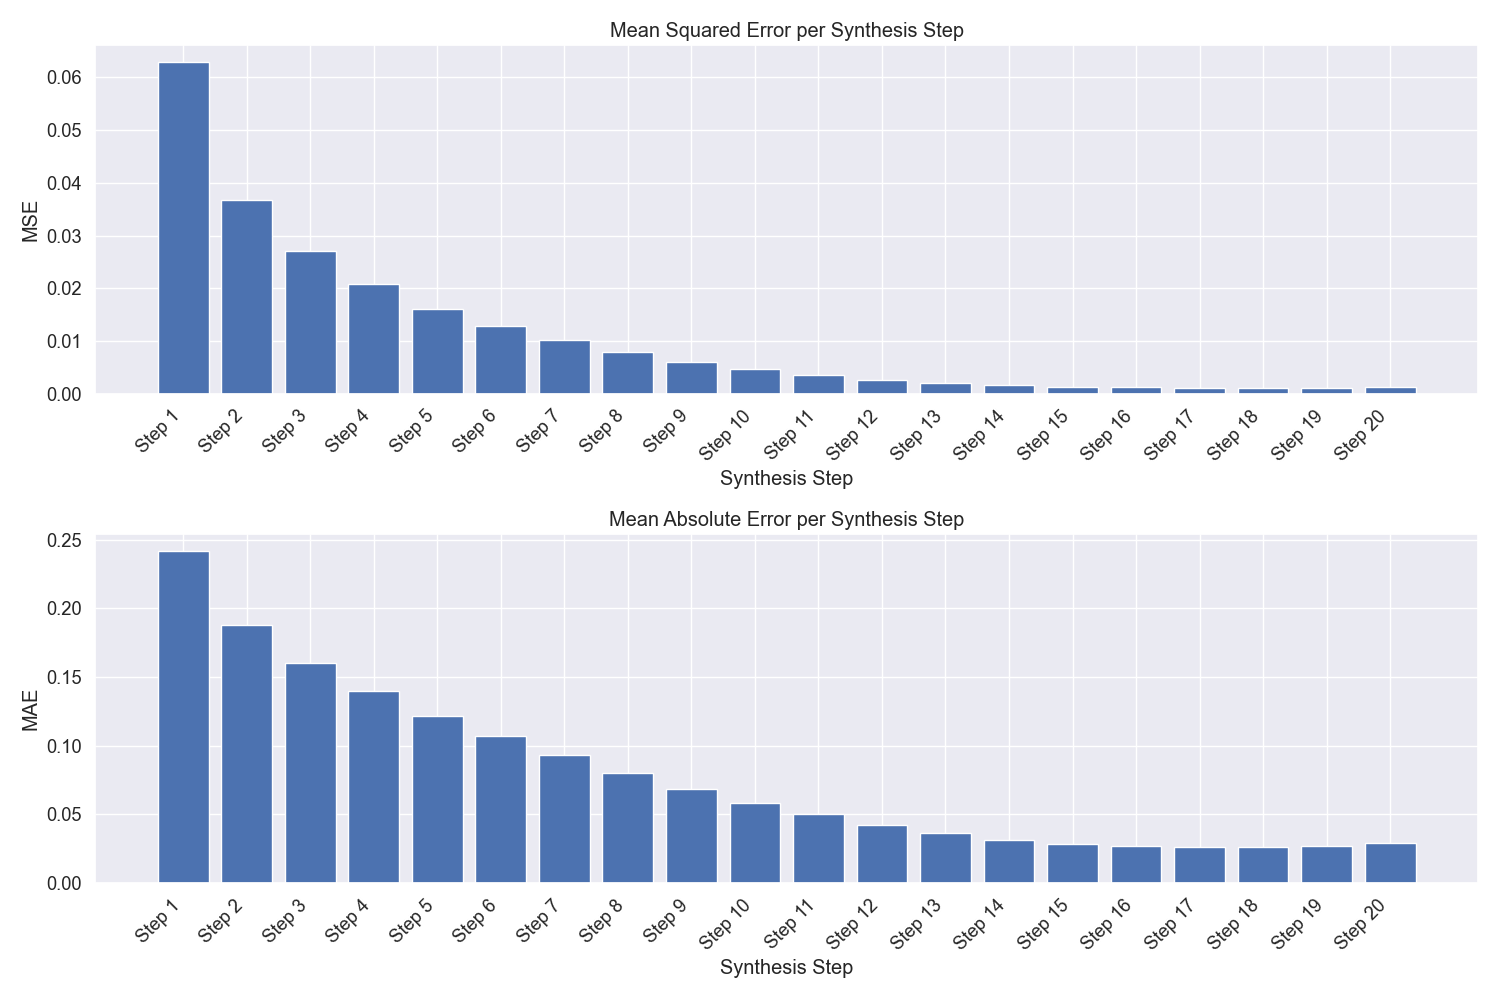 Mean Squared Error per Synthesis Step
0.06
0.05
0.04
0.03
0.02
0.01
0.00
MSE
Step 1
Step 2
Step 3
Step 4
Step 5
Step 6
Step 7
Step 8
Step 9
Step 10
Step 11
Step 12
Step 13
Step 14
Step 15
Step 16
Step 17
Step 18
Step 19
Step 20
Synthesis Step
Mean Absolute Error per Synthesis Step
0.25
0.20
0.15
0.10
0.05
0.00
MAE
Step 1
Step 2
Step 3
Step 4
Step 5
Step 6
Step 7
Step 8
Step 9
Step 10
Step 11
Step 12
Step 13
Step 14
Step 15
Step 16
Step 17
Step 18
Step 19
Step 20
Synthesis Step